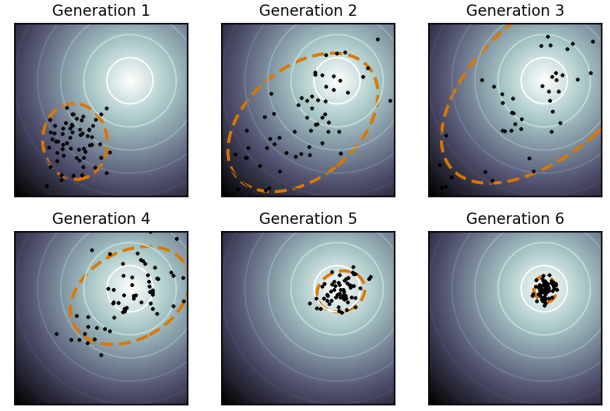 Generation 1
Generation 2
Generation 3
Generation 4
Generation 5
Generation 6